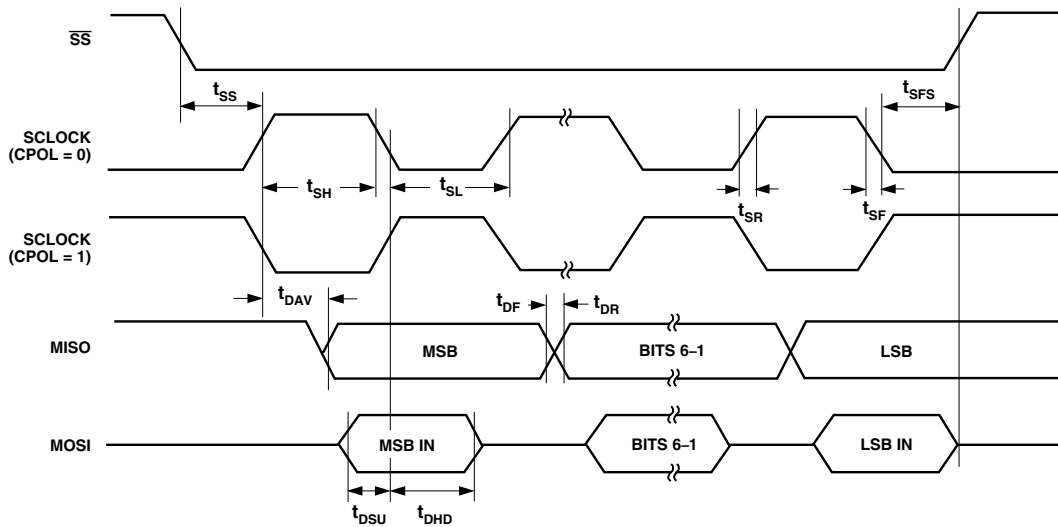 SS
tSS
tSFS
SCLOCK
(CPOL = 0)
tSH
tSL
tSR
tSF
SCLOCK
(CPOL = 1)
tDAV
tDF
tDR
MISO
MSB
BITS 6–1
LSB
MOSI
MSB IN
BITS 6–1
LSB IN
tDSU
tDHD